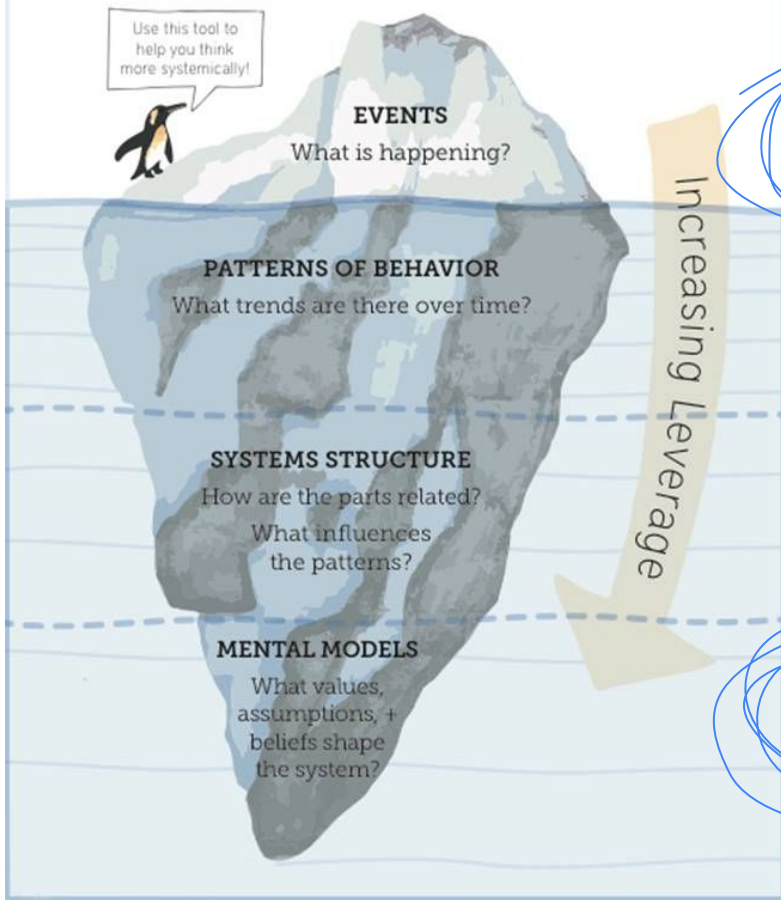 Use this tool to
help you think
more systemically!
EVENTS
What is happening?
PATTERNS OF BEHAVIOR
What trends are there over time?
SYSTEMS STRUCTURE
How are the parts related?
What influences
the patterns?
MENTAL MODELS
What values,
assumptions, +
beliefs shape
the system?
Increasing Leverage